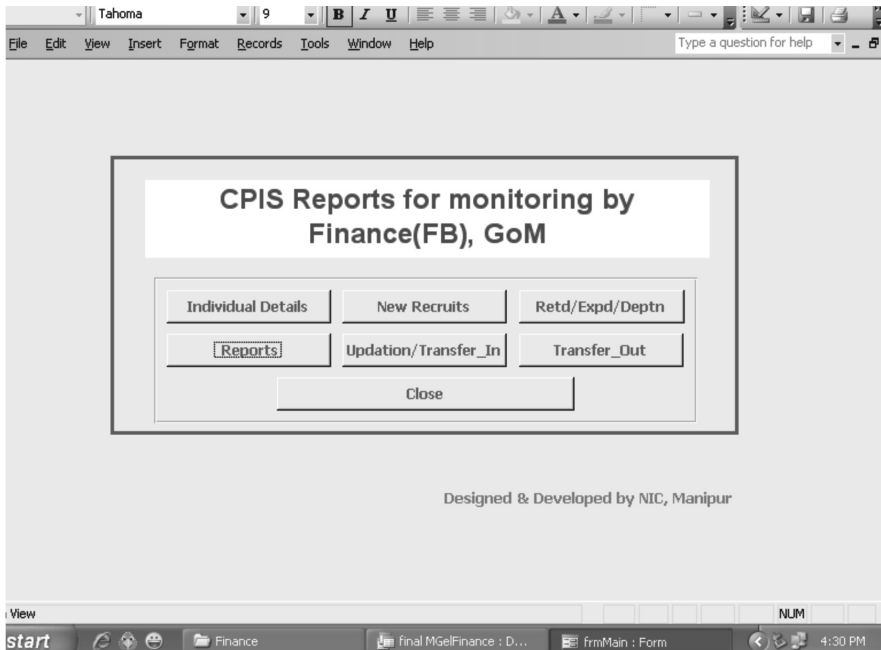 Tahoma 9 B I U A
File Edit View Insert Format Records Tools Window Help Type a question for help
CPIS Reports for monitoring by
Finance(FB), GoM
Individual Details New Recruits Retd/Expd/Deptn
Reports Updation/Transfer_In Transfer_Out
Close
Designed & Developed by NIC, Manipur
View NUM
start Finance final MGelFinance : D... frmMain : Form 4:30 PM